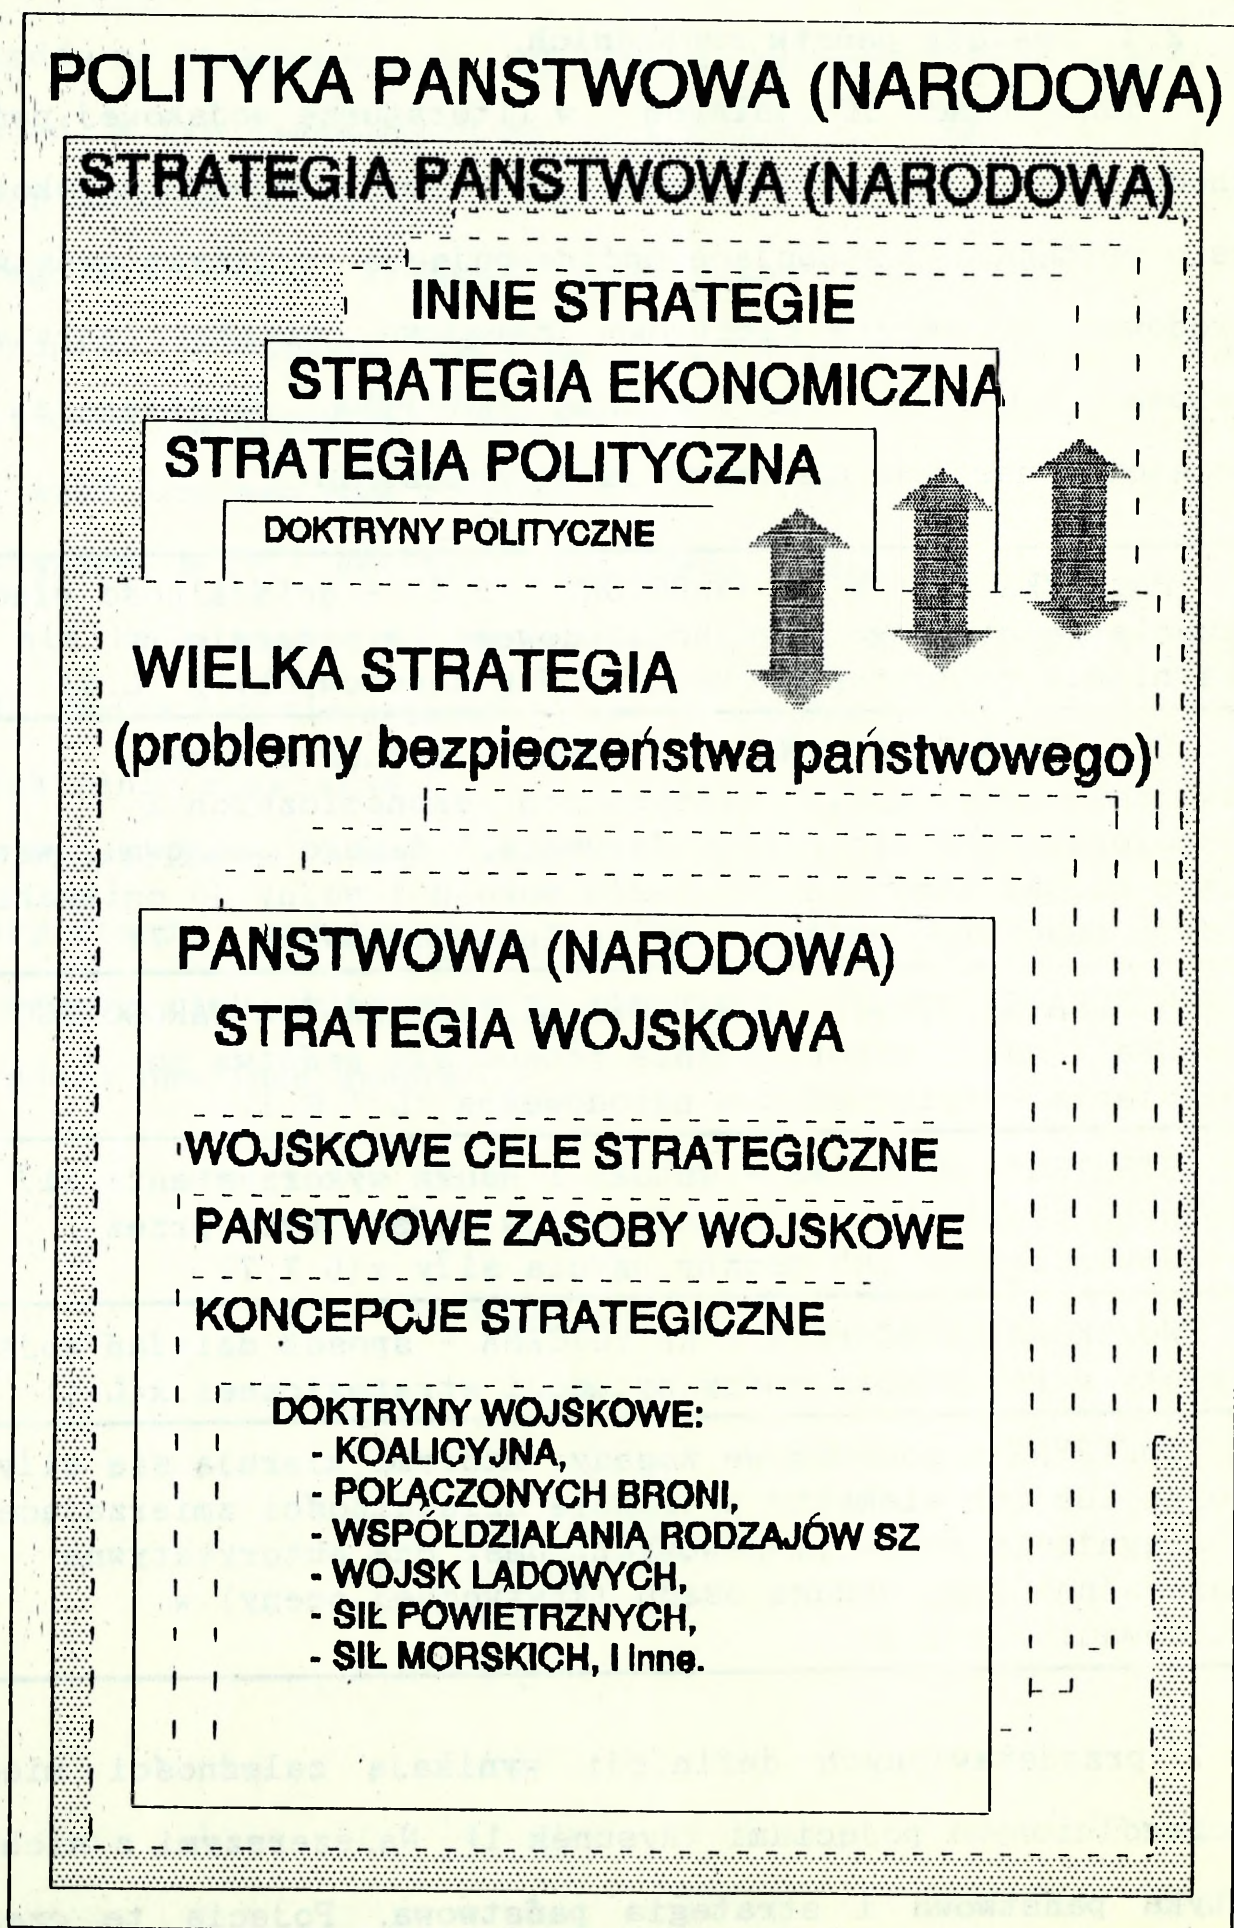 POLITYKA PAŃSTWOWA (NARODOWA)
STRATEGIA PAŃSTWOWA (NARODOWA)
INNE STRATEGIE
STRATEGIA EKONOMICZNA
STRATEGIA POLITYCZNA
DOKTRYNY POLITYCZNE
WIELKA STRATEGIA
(problemy bezpieczeństwa państwowego)
PAŃSTWOWA (NARODOWA)
STRATEGIA WOJSKOWA
WOJSKOWE CELE STRATEGICZNE
PAŃSTWOWE ZASOBY WOJSKOWE
KONCEPCJE STRATEGICZNE
DOKTRYNY WOJSKOWE:
- KOALICYJNA,
- POŁĄCZONYCH BRONI,
- WSPÓŁDZIAŁANIA RODZAJÓW SZ
- WOJSK LĄDOWYCH,
- SIŁ POWIETRZNYCH,
- SIŁ MORSKICH, I Inne.